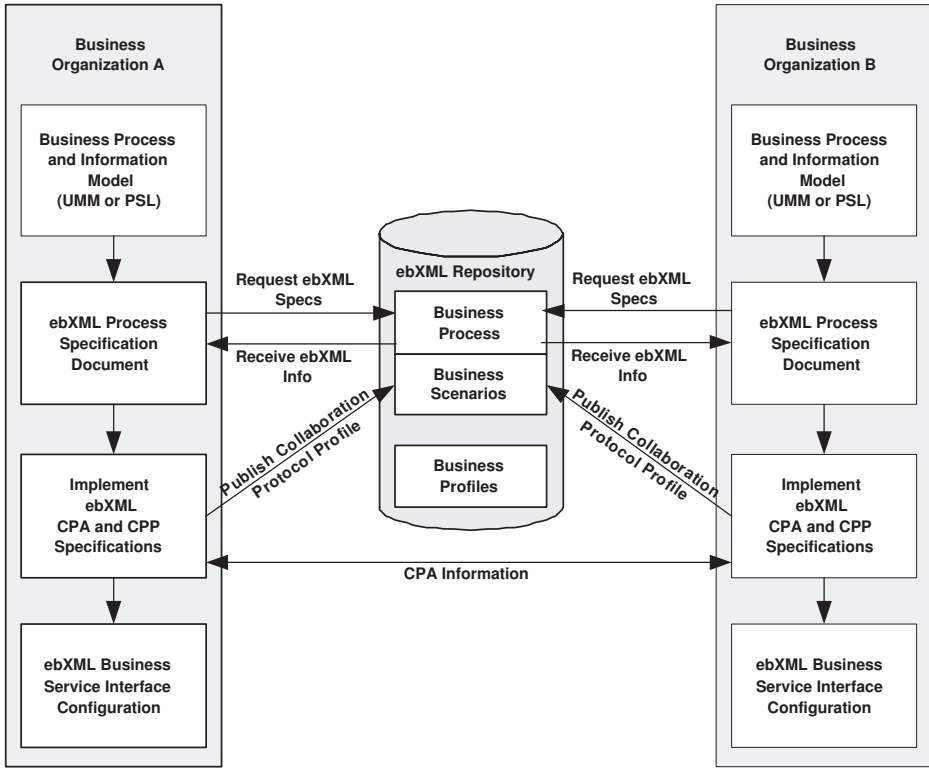 Business
Organization A
Business Process
and Information
Model
(UMM or PSL)
ebXML Process
Specification
Document
Implement
ebXML
CPA and CPP
Specifications
ebXML Business
Service Interface
Configuration
Request ebXML
Specs
Receive ebXML
Info
Publish Collaboration
Protocol Profile
ebXML Repository
Business
Process
Business
Scenarios
Business
Profiles
CPA Information
Request ebXML
Specs
Receive ebXML
Info
Publish Collaboration
Protocol Profile
Business
Organization B
Business Process
and Information
Model
(UMM or PSL)
ebXML Process
Specification
Document
Implement
ebXML
CPA and CPP
Specifications
ebXML Business
Service Interface
Configuration